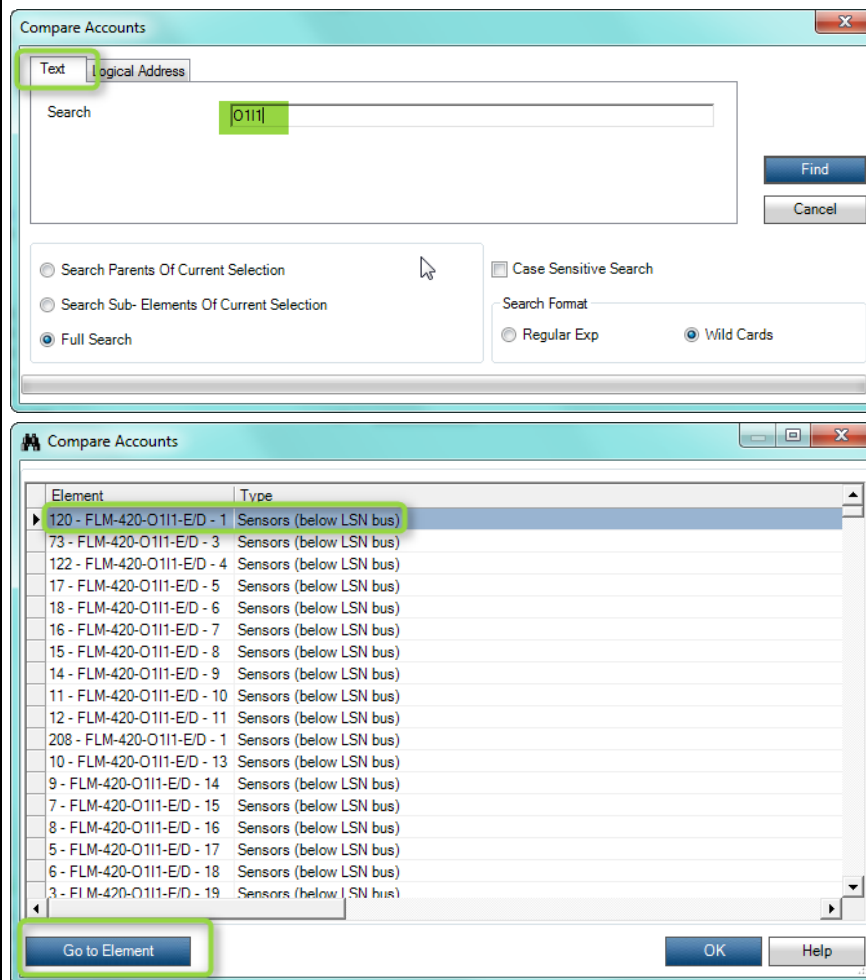 Compare Accounts
Text Logical Address
Search O1I1
Find
Cancel
Search Parents Of Current Selection
Case Sensitive Search
Search Format
Search Sub- Elements Of Current Selection
Regular Exp Wild Cards
Full Search
Compare Accounts
Element Type
120 - FLM-420-O1I1-E/D - 1 Sensors (below LSN bus)
73 - FLM-420-O1I1-E/D - 3 Sensors (below LSN bus)
122 - FLM-420-O1I1-E/D - 4 Sensors (below LSN bus)
17 - FLM-420-O1I1-E/D - 5 Sensors (below LSN bus)
18 - FLM-420-O1I1-E/D - 6 Sensors (below LSN bus)
16 - FLM-420-O1I1-E/D - 7 Sensors (below LSN bus)
15 - FLM-420-O1I1-E/D - 8 Sensors (below LSN bus)
14 - FLM-420-O1I1-E/D - 9 Sensors (below LSN bus)
11 - FLM-420-O1I1-E/D - 10 Sensors (below LSN bus)
12 - FLM-420-O1I1-E/D - 11 Sensors (below LSN bus)
208 - FLM-420-O1I1-E/D - 1 Sensors (below LSN bus)
10 - FLM-420-O1I1-E/D - 13 Sensors (below LSN bus)
9 - FLM-420-O1I1-E/D - 14 Sensors (below LSN bus)
7 - FLM-420-O1I1-E/D - 15 Sensors (below LSN bus)
8 - FLM-420-O1I1-E/D - 16 Sensors (below LSN bus)
5 - FLM-420-O1I1-E/D - 17 Sensors (below LSN bus)
6 - FLM-420-O1I1-E/D - 18 Sensors (below LSN bus)
3 - FLM-420-O1I1-E/D - 19 Sensors (below LSN bus)
Go to Element OK Help